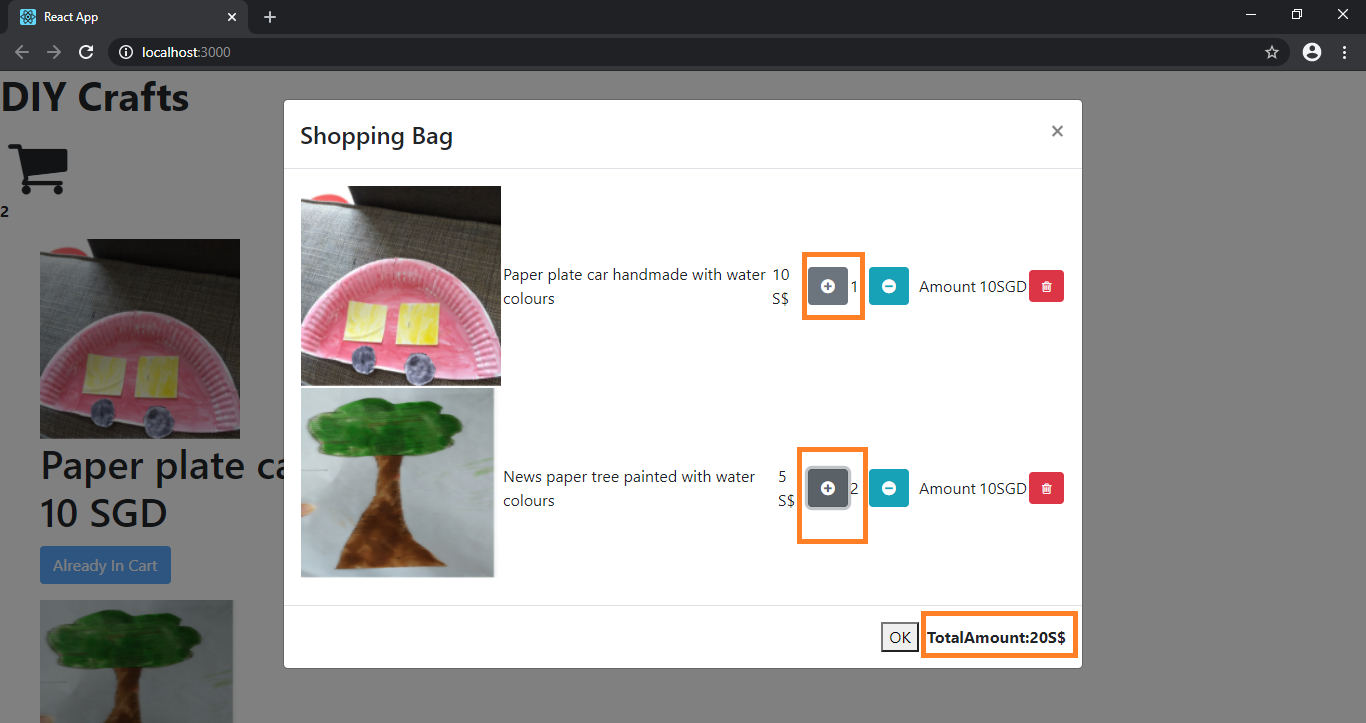 React App
localhost:3000
DIY Crafts
2
Paper plate ca
10 SGD
Already In Cart
Shopping Bag
Paper plate car handmade with water
colours
10
S$
1
Amount 10SGD
News paper tree painted with water
colours
5
S$
2
Amount 10SGD
OK
TotalAmount:20S$